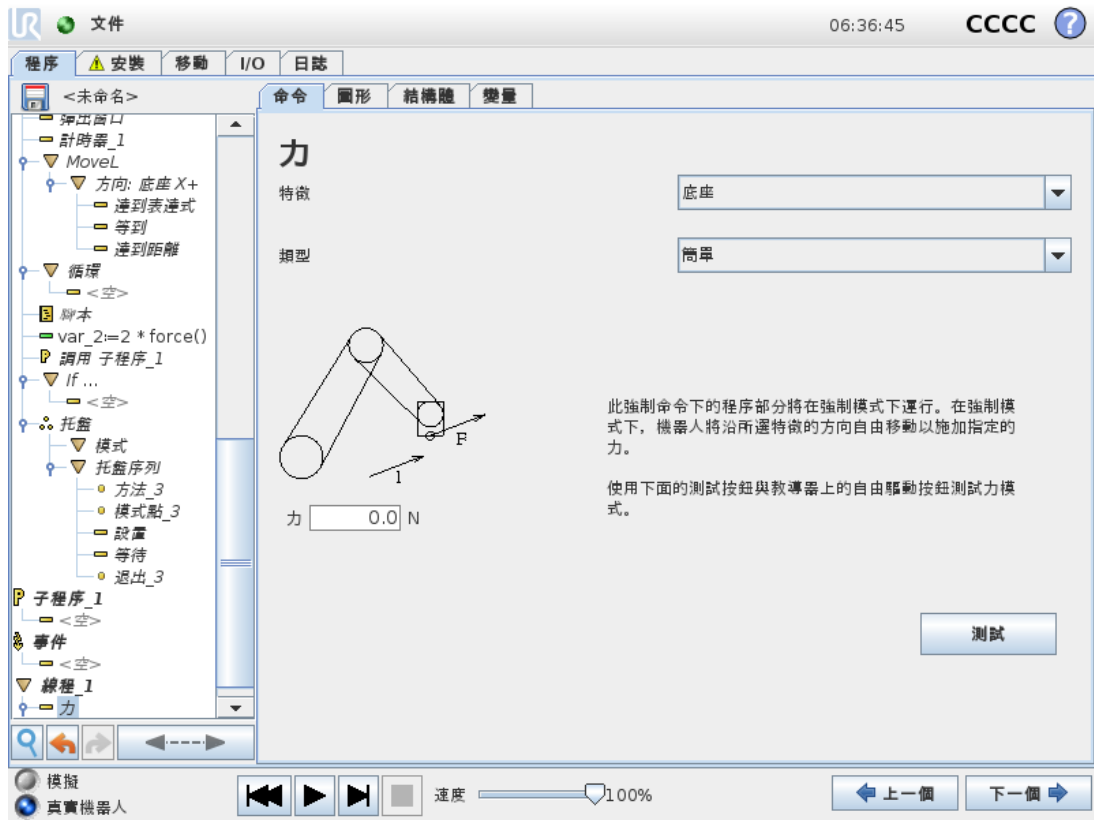 UR 文件 06:36:45 CCCC ?
程序 安裝 移動 I/O 日誌
<未命名> 命令 圖形 結構體 變量
彈出窗口
計時器_1
MoveL
方向: 底座 X+
達到表達式
等到
達到距離
循環
<空>
腳本
var_2:=2 * force()
P 調用 子程序_1
If ...
<空>
托盤
模式
托盤序列
方法_3
模式點_3
設置
等待
退出_3
P 子程序_1
<空>
事件
<空>
線程_1
力
力
特徵 底座
類型 簡單
F
1
力 0.0 N
此強制命令下的程序部分將在強制模式下運行。在強制模
式下，機器人將沿所選特徵的方向自由移動以施加指定的
力。
使用下面的測試按鈕與教導器上的自由驅動按鈕測試力模
式。
測試
模擬
真實機器人
速度 100%
上一個 下一個